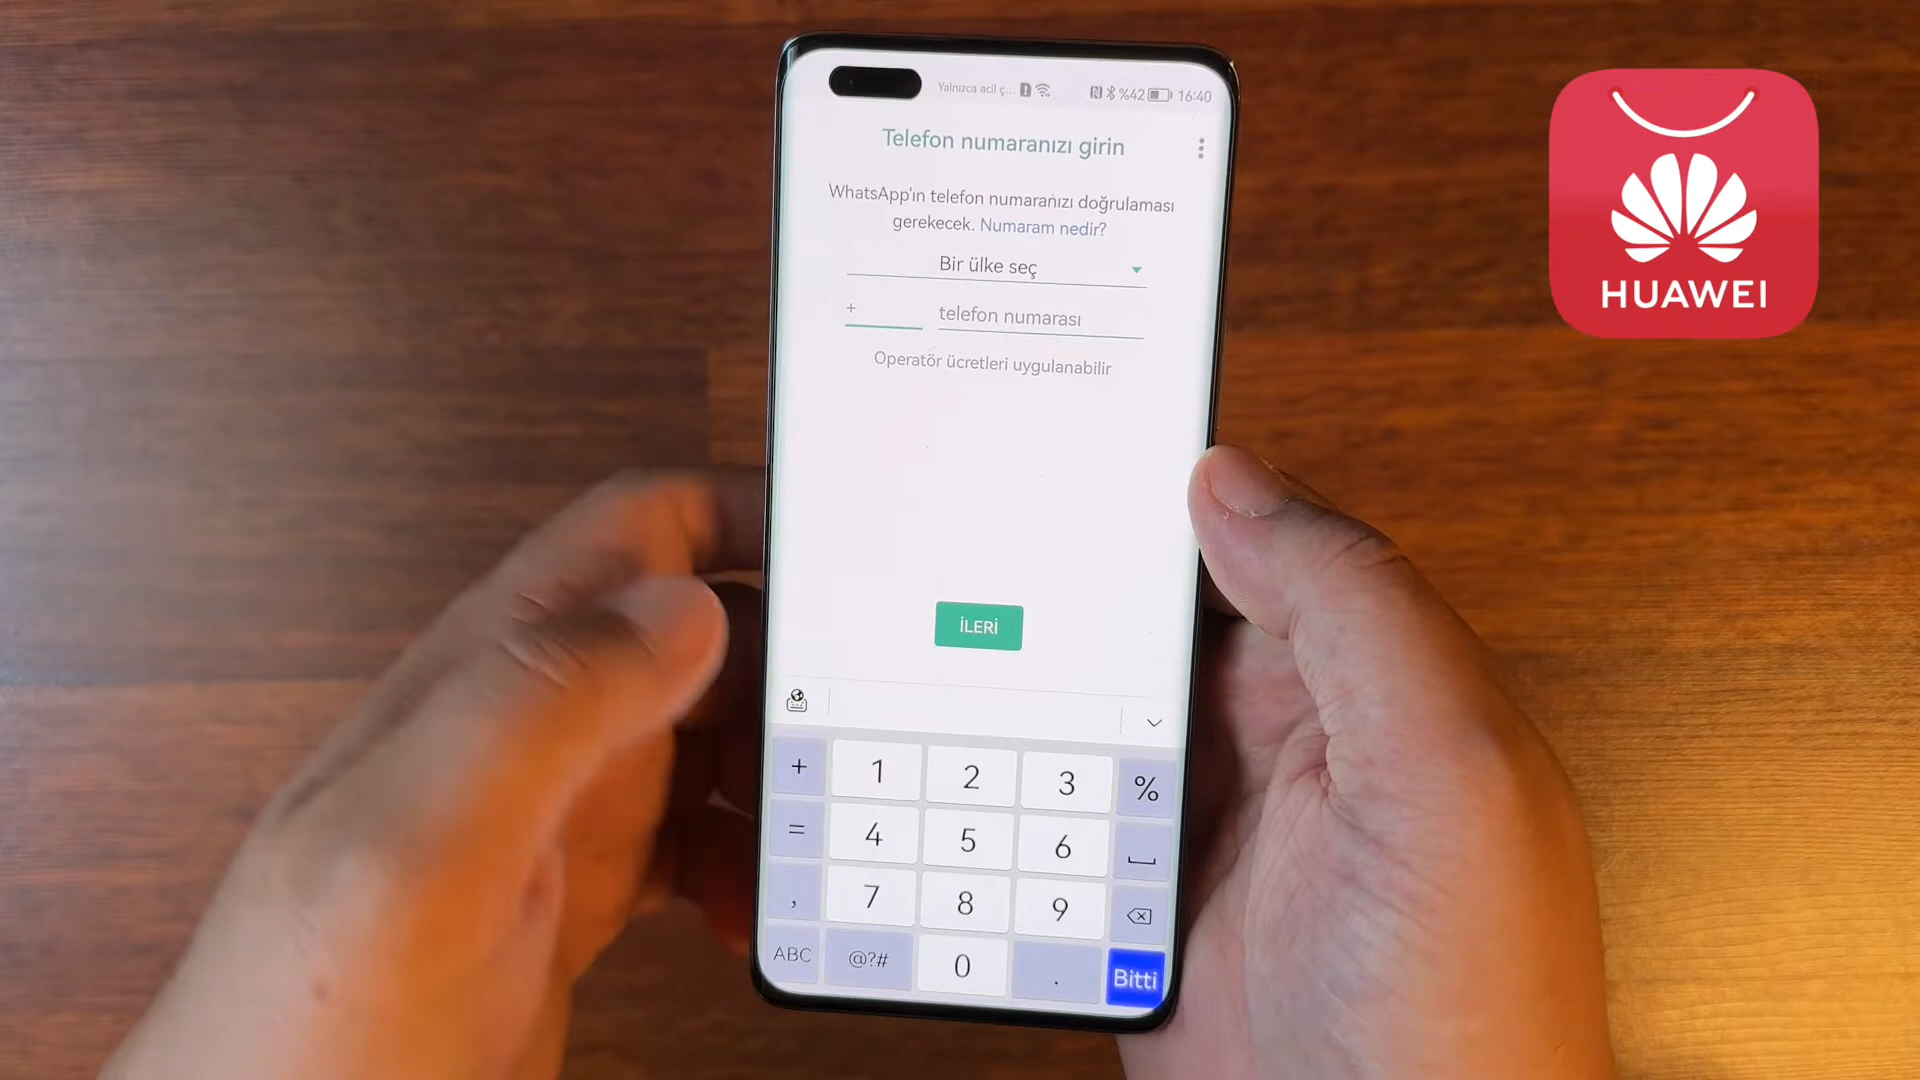 Yalnızca acil ç... %42 16:40
Telefon numaranızı girin
WhatsApp'ın telefon numaranızı doğrulaması
gerekecek. Numaram nedir?
Bir ülke seç
+ telefon numarası
Operatör ücretleri uygulanabilir
İLERİ
+ 1 2 3 %
= 4 5 6
, 7 8 9
ABC @?# 0 . Bitti
HUAWEI